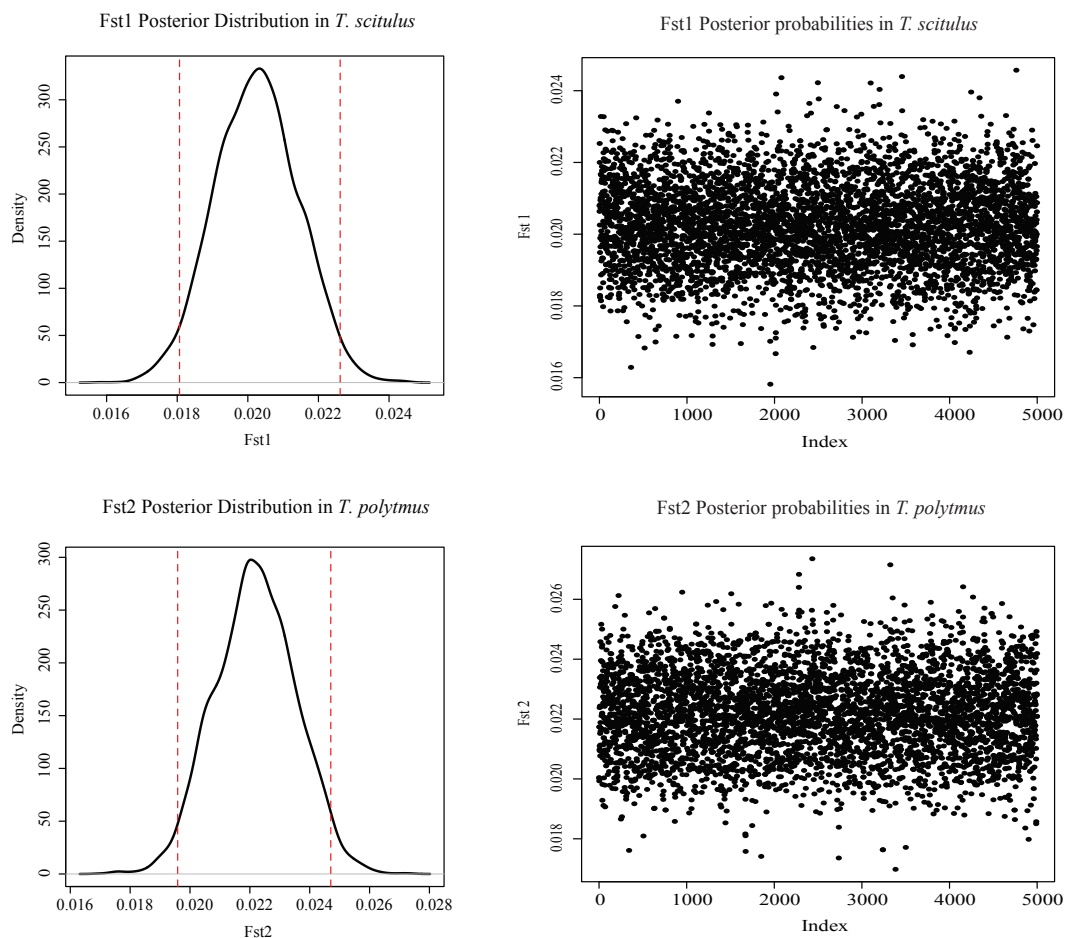 Fst1 Posterior Distribution in T. scitulus
Density
0
50
100
150
200
250
300
0.016 0.018 0.020 0.022 0.024
Fst1
Fst1 Posterior probabilities in T. scitulus
Fst 1
0.016
0.018
0.020
0.022
0.024
0 1000 2000 3000 4000 5000
Index
Fst2 Posterior Distribution in T. polytmus
Density
0
50
100
150
200
250
300
0.016 0.018 0.020 0.022 0.024 0.026 0.028
Fst2
Fst2 Posterior probabilities in T. polytmus
Fst 2
0.018
0.020
0.022
0.024
0.026
0 1000 2000 3000 4000 5000
Index